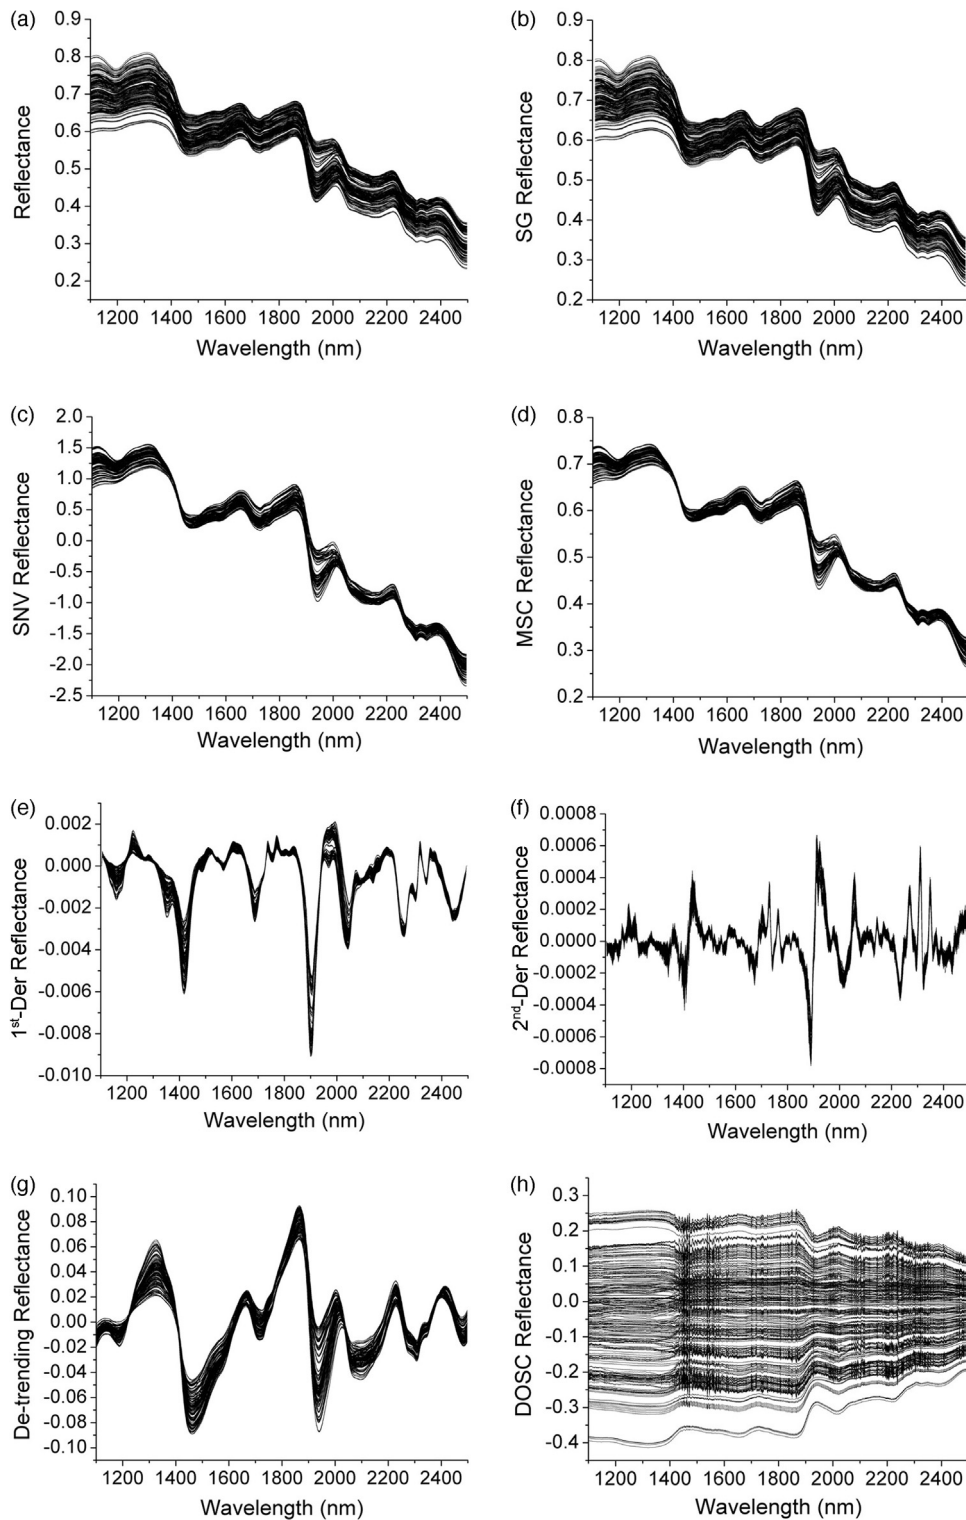 (a)
0.9
0.8
0.7
0.6
0.5
0.4
0.3
0.2
Reflectance
1200 1400 1600 1800 2000 2200 2400
Wavelength (nm)
(b)
0.9
0.8
0.7
0.6
0.5
0.4
0.3
0.2
SG Reflectance
1200 1400 1600 1800 2000 2200 2400
Wavelength (nm)
(c)
2.0
1.5
1.0
0.5
0.0
-0.5
-1.0
-1.5
-2.0
-2.5
SNV Reflectance
1200 1400 1600 1800 2000 2200 2400
Wavelength (nm)
(d)
0.8
0.7
0.6
0.5
0.4
0.3
0.2
MSC Reflectance
1200 1400 1600 1800 2000 2200 2400
Wavelength (nm)
(e)
0.002
0.000
-0.002
-0.004
-0.006
-0.008
-0.010
1st-Der Reflectance
1200 1400 1600 1800 2000 2200 2400
Wavelength (nm)
(f)
0.0008
0.0006
0.0004
0.0002
0.0000
-0.0002
-0.0004
-0.0006
-0.0008
2nd-Der Reflectance
1200 1400 1600 1800 2000 2200 2400
Wavelength (nm)
(g)
0.10
0.08
0.06
0.04
0.02
0.00
-0.02
-0.04
-0.06
-0.08
-0.10
De-trending Reflectance
1200 1400 1600 1800 2000 2200 2400
Wavelength (nm)
(h)
0.3
0.2
0.1
0.0
-0.1
-0.2
-0.3
-0.4
DOSC Reflectance
1200 1400 1600 1800 2000 2200 2400
Wavelength (nm)